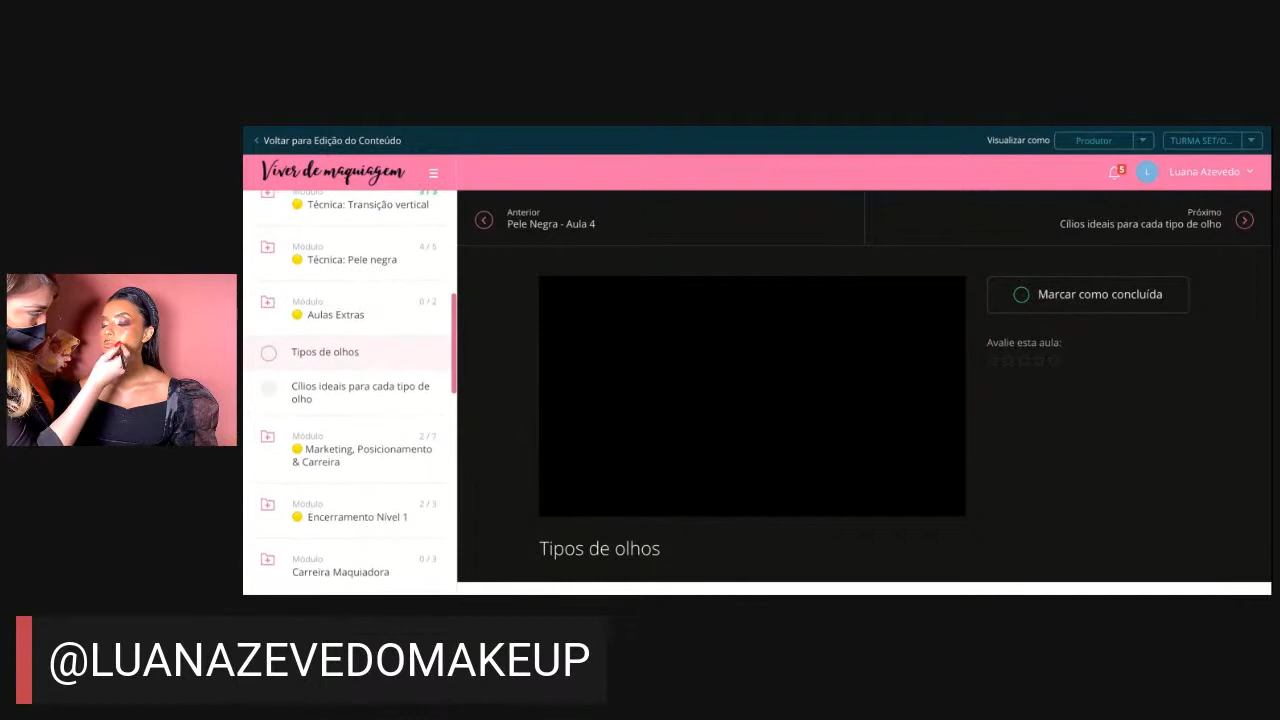 Voltar para Edição do Conteúdo
Visualizar como
Produtor
TURMA SET/O...
Viver de maquiagem
5
L
Luana Azevedo
Módulo
Técnica: Transição vertical
Módulo 4 / 5
Técnica: Pele negra
Módulo 0 / 2
Aulas Extras
Tipos de olhos
Cílios ideais para cada tipo de
olho
Módulo 2 / 7
Marketing, Posicionamento
& Carreira
Módulo 2 / 3
Encerramento Nível 1
Módulo 0 / 3
Carreira Maquiadora
Anterior
Pele Negra - Aula 4
Próximo
Cílios ideais para cada tipo de olho
Marcar como concluída
Avalie esta aula:
Tipos de olhos
@LUANAZEVEDOMAKEUP